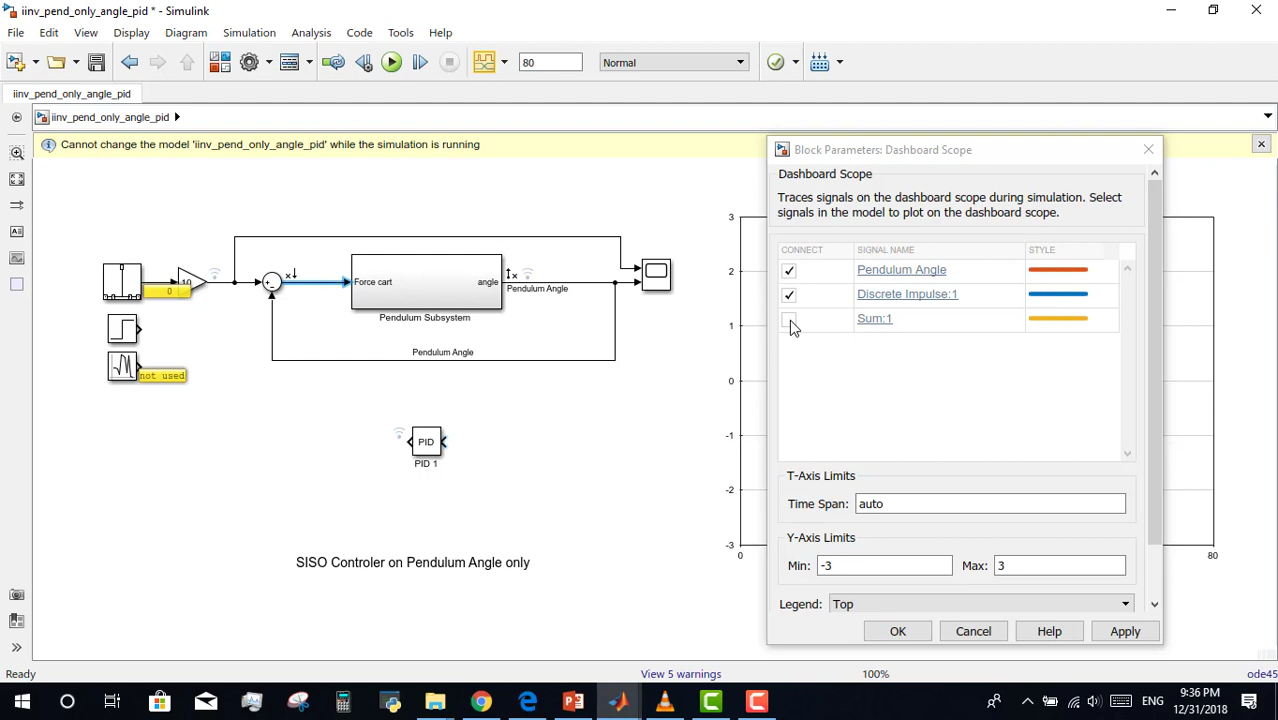 iinv_pend_only_angle_pid * - Simulink
File Edit View Display Diagram Simulation Analysis Code Tools Help
80
Normal
iinv_pend_only_angle_pid
iinv_pend_only_angle_pid
Cannot change the model 'iinv_pend_only_angle_pid' while the simulation is running
10
0
not used
Force cart
angle
Pendulum Subsystem
Pendulum Angle
Pendulum Angle
PID
PID 1
SISO Controler on Pendulum Angle only
3
2
1
0
-1
-2
-3
0
80
Block Parameters: Dashboard Scope
Dashboard Scope
Traces signals on the dashboard scope during simulation. Select
signals in the model to plot on the dashboard scope.
CONNECT SIGNAL NAME STYLE
Pendulum Angle
Discrete Impulse:1
Sum:1
T-Axis Limits
Time Span: auto
Y-Axis Limits
Min: -3 Max: 3
Legend: Top
OK Cancel Help Apply
Ready View 5 warnings 100% ode45
ENG
9:36 PM
12/31/2018